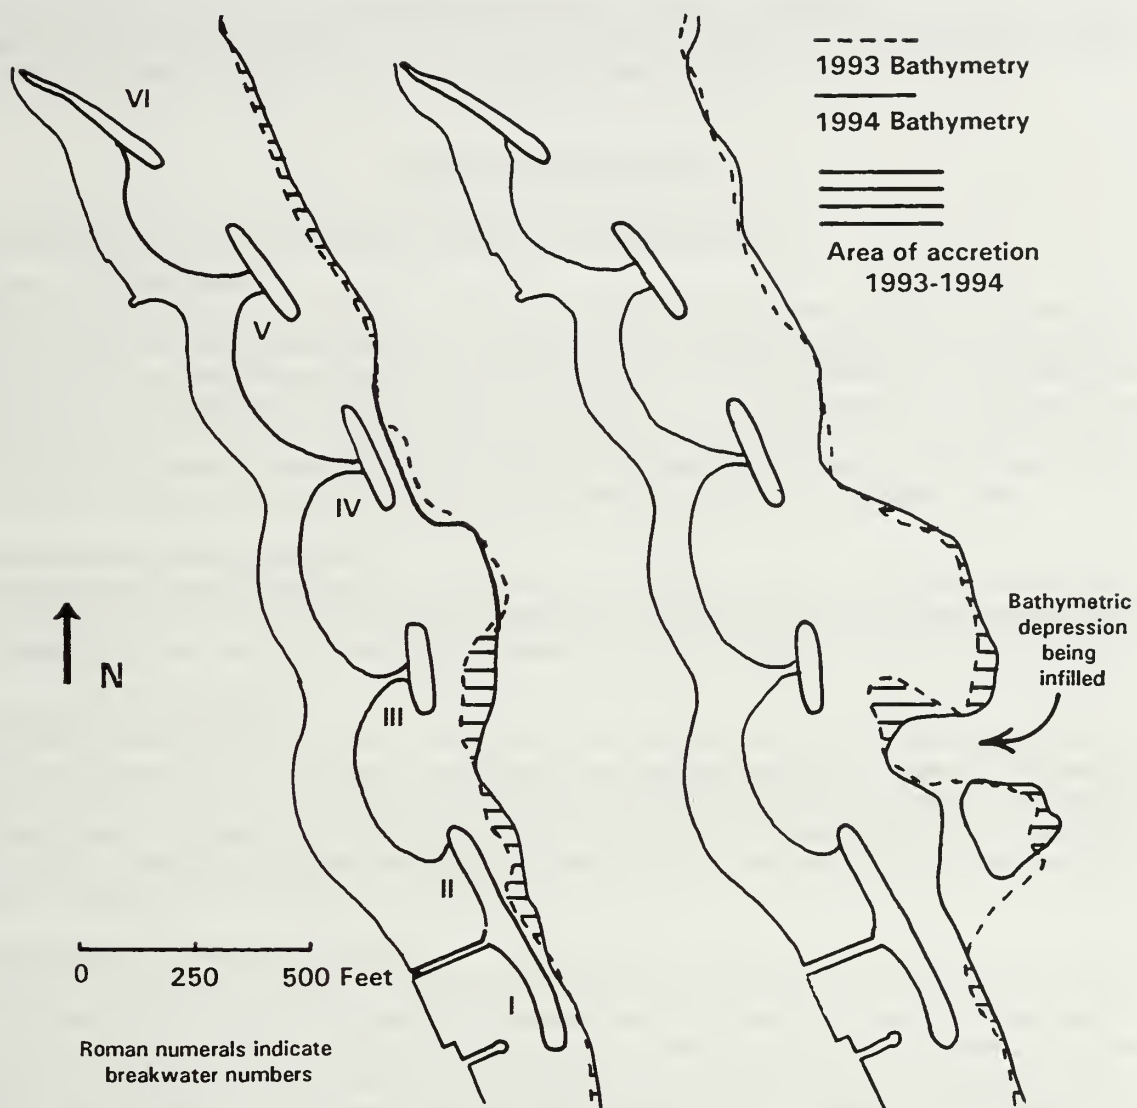 1993 Bathymetry
1994 Bathymetry
Area of accretion
1993-1994
VI
V
IV
III
II
I
N
Bathymetric
depression
being
infilled
0 250 500 Feet
Roman numerals indicate
breakwater numbers